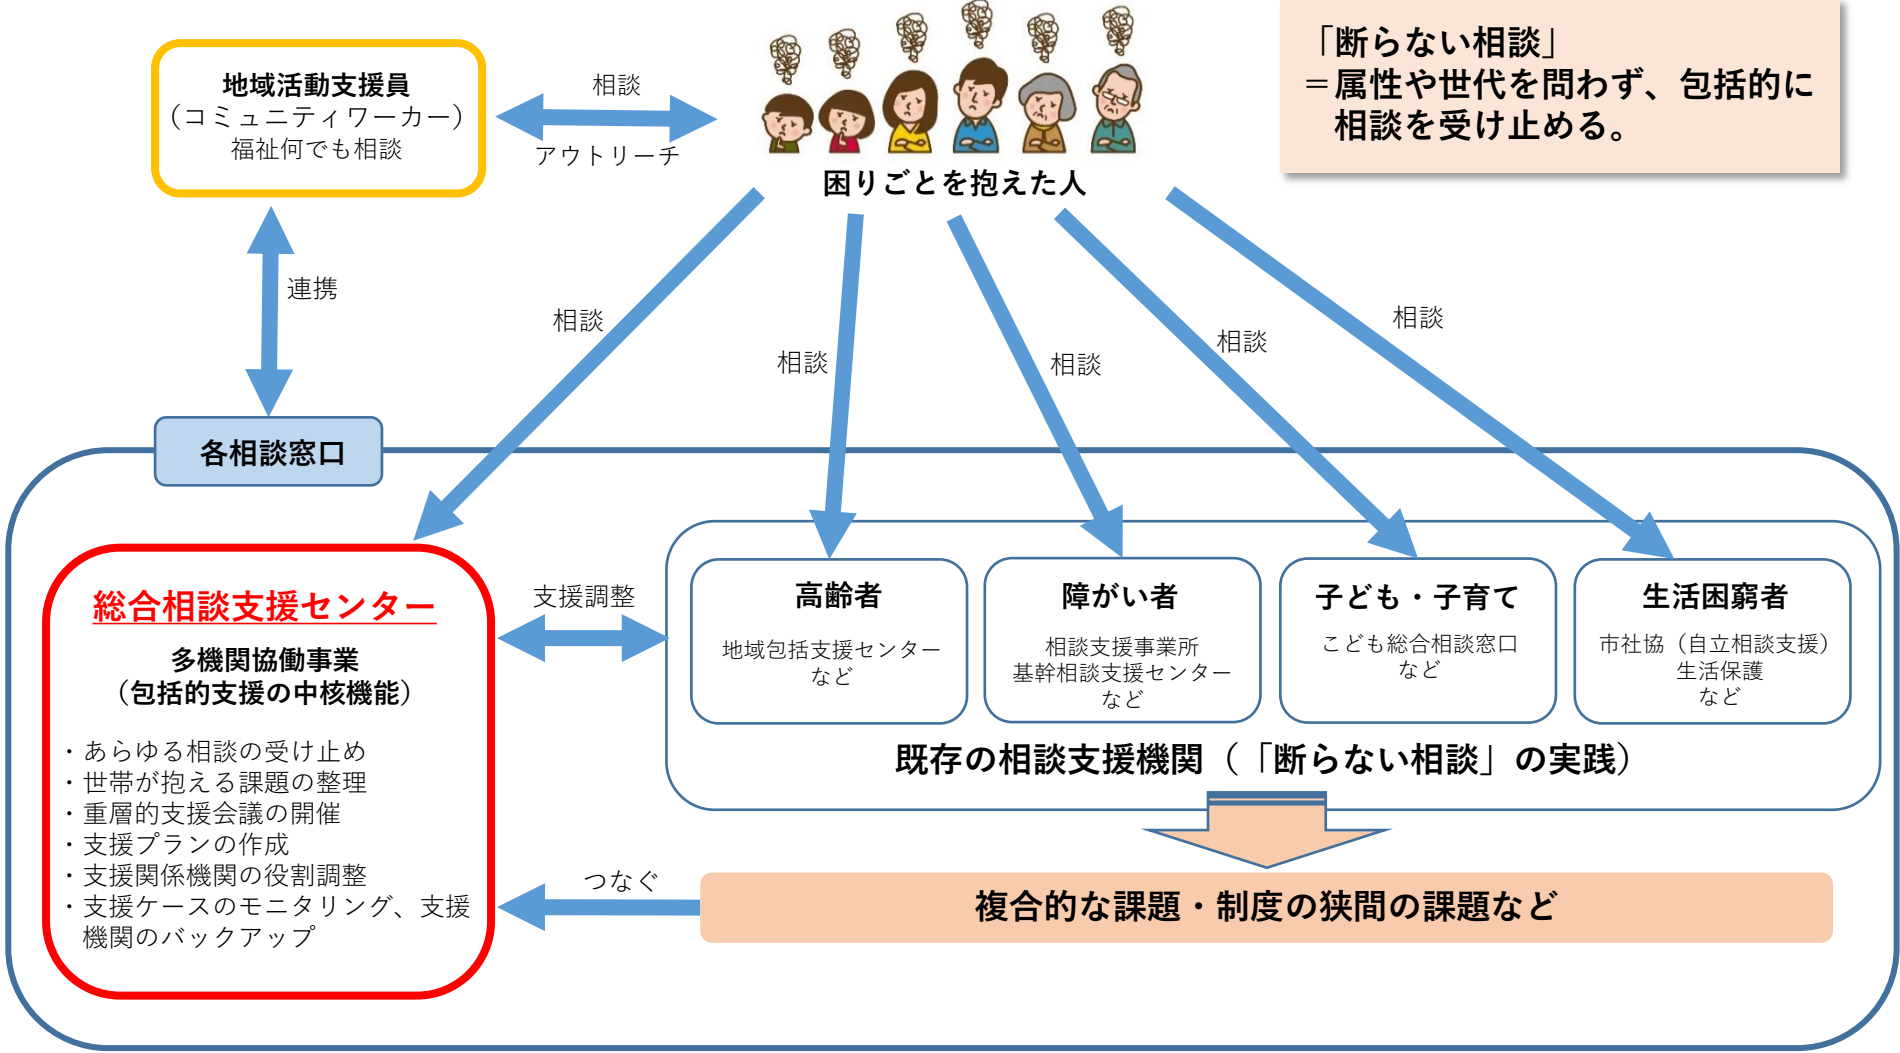 地域活動支援員
（コミュニティワーカー）
福祉何でも相談
相談
アウトリーチ
困りごとを抱えた人
「断らない相談」
＝属性や世代を問わず、包括的に
相談を受け止める。
連携
相談
相談
相談
相談
相談
各相談窓口
総合相談支援センター
多機関協働事業
（包括的支援の中核機能）
・あらゆる相談の受け止め
・世帯が抱える課題の整理
・重層的支援会議の開催
・支援プランの作成
・支援関係機関の役割調整
・支援ケースのモニタリング、支援
機関のバックアップ
支援調整
高齢者
地域包括支援センター
など
障がい者
相談支援事業所
基幹相談支援センター
など
子ども・子育て
こども総合相談窓口
など
生活困窮者
市社協（自立相談支援）
生活保護
など
既存の相談支援機関（「断らない相談」の実践）
つなぐ
複合的な課題・制度の狭間の課題など